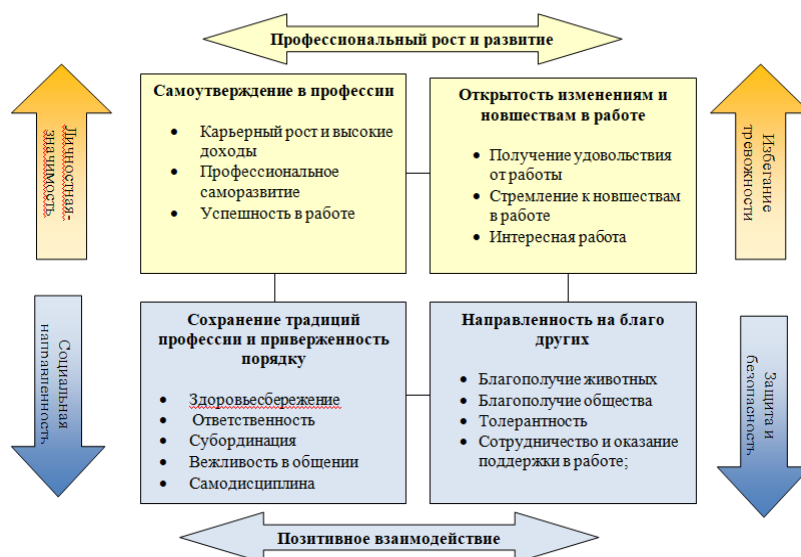 Профессиональный рост и развитие
Личностная-
значимость
Самоутверждение в профессии
• Карьерный рост и высокие
доходы
• Профессиональное
саморазвитие
• Успешность в работе
Открытость изменениям и
новшествам в работе
• Получение удовольствия
от работы
• Стремление к новшествам
в работе
• Интересная работа
Избегание
тревожности
Социальная
направленность
Сохранение традиций
профессии и приверженность
порядку
• Здоровьесбережение
• Ответственность
• Субординация
• Вежливость в общении
• Самодисциплина
Направленность на благо
других
• Благополучие животных
• Благополучие общества
• Толерантность
• Сотрудничество и оказание
поддержки в работе;
Защита и
безопасность
Позитивное взаимодействие